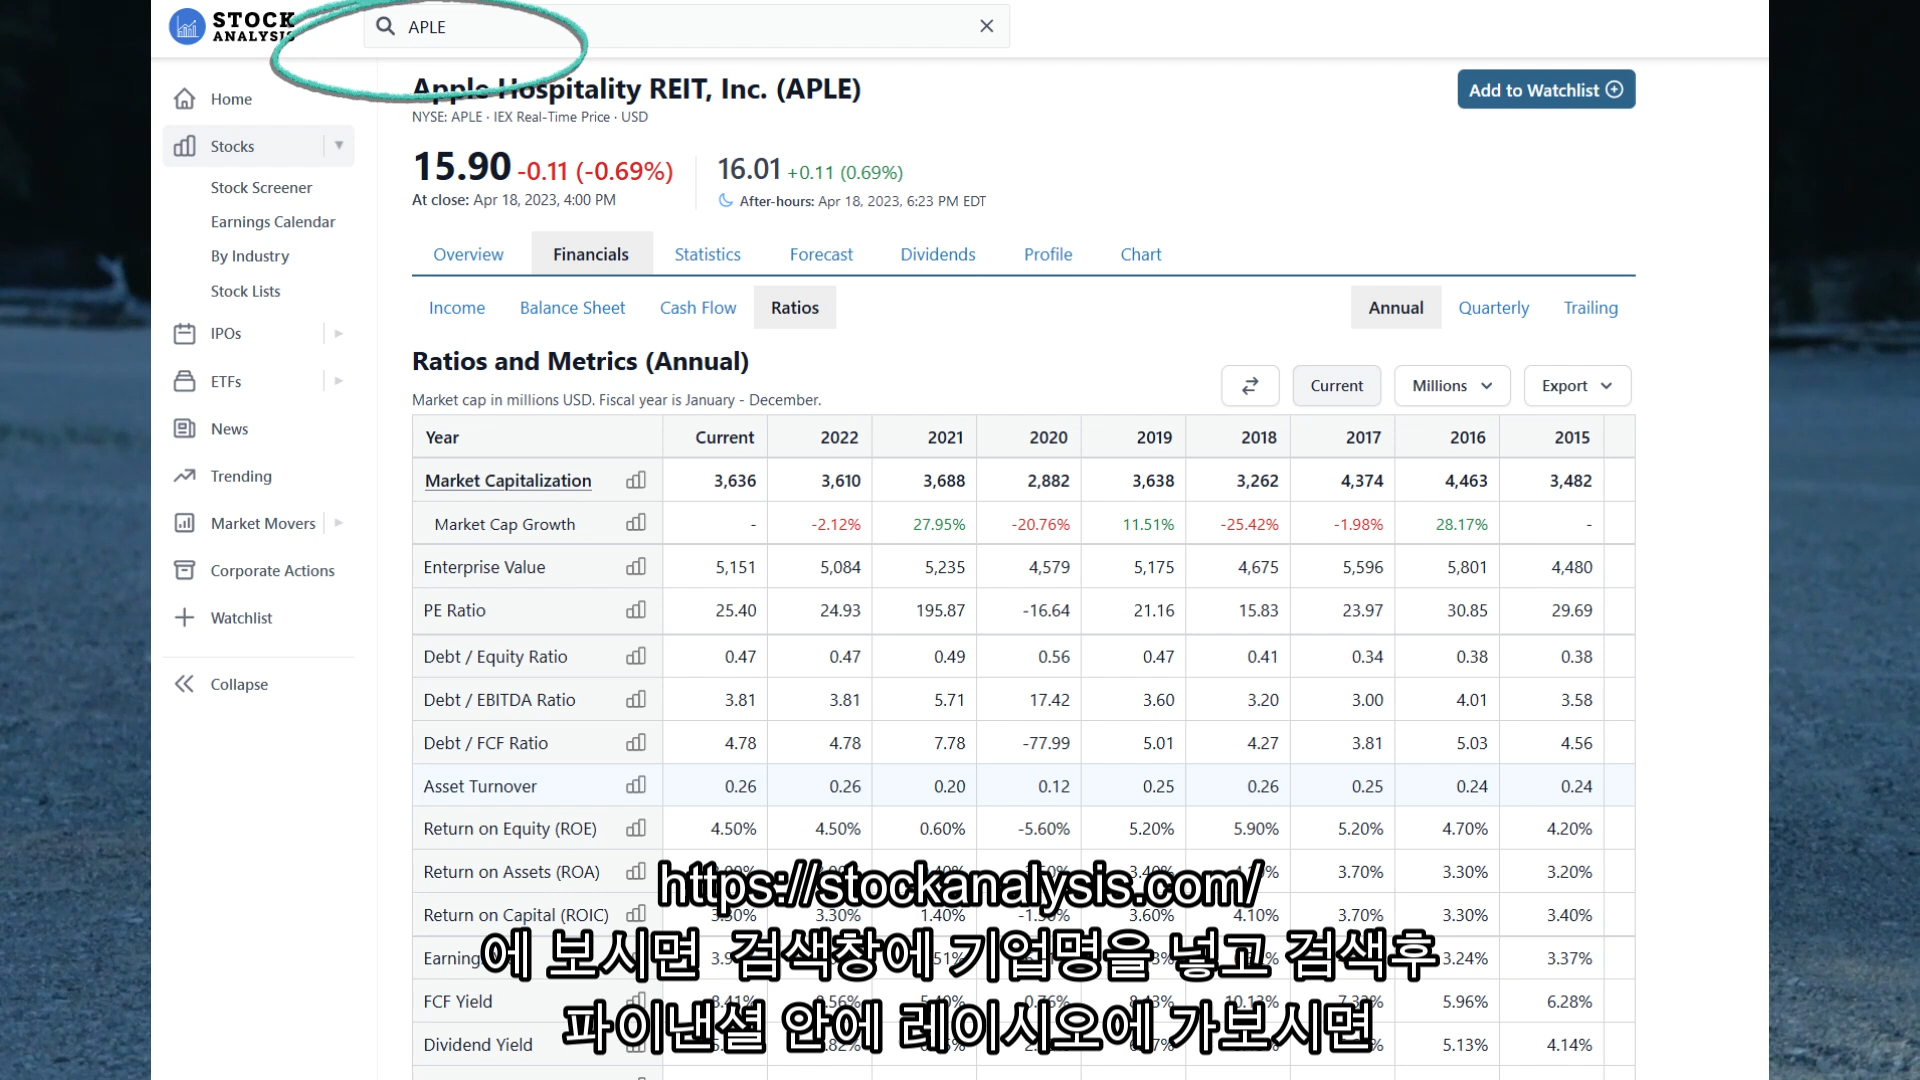 STOCK
ANALYSIS
APLE
Apple Hospitality REIT, Inc. (APLE)
NYSE: APLE · IEX Real-Time Price · USD
Add to Watchlist
15.90 -0.11 (-0.69%)
At close: Apr 18, 2023, 4:00 PM
16.01 +0.11 (0.69%)
After-hours: Apr 18, 2023, 6:23 PM EDT
Home
Stocks
Stock Screener
Earnings Calendar
By Industry
Stock Lists
IPOs
ETFs
News
Trending
Market Movers
Corporate Actions
Watchlist
Collapse
Overview Financials Statistics Forecast Dividends Profile Chart
Income Balance Sheet Cash Flow Ratios Annual Quarterly Trailing
Ratios and Metrics (Annual)
Market cap in millions USD. Fiscal year is January - December.
Current Millions Export
Year Current 2022 2021 2020 2019 2018 2017 2016 2015
Market Capitalization 3,636 3,610 3,688 2,882 3,638 3,262 4,374 4,463 3,482
Market Cap Growth - -2.12% 27.95% -20.76% 11.51% -25.42% -1.98% 28.17% -
Enterprise Value 5,151 5,084 5,235 4,579 5,175 4,675 5,596 5,801 4,480
PE Ratio 25.40 24.93 195.87 -16.64 21.16 15.83 23.97 30.85 29.69
Debt / Equity Ratio 0.47 0.47 0.49 0.56 0.47 0.41 0.34 0.38 0.38
Debt / EBITDA Ratio 3.81 3.81 5.71 17.42 3.60 3.20 3.00 4.01 3.58
Debt / FCF Ratio 4.78 4.78 7.78 -77.99 5.01 4.27 3.81 5.03 4.56
Asset Turnover 0.26 0.26 0.20 0.12 0.25 0.26 0.25 0.24 0.24
Return on Equity (ROE) 4.50% 4.50% 0.60% -5.60% 5.20% 5.90% 5.20% 4.70% 4.20%
Return on Assets (ROA) 3.70% 3.30% 3.20%
Return on Capital (ROIC) 3.30% 3.30% 1.40% 3.60% 4.10% 3.70% 3.30% 3.40%
3.24% 3.37%
FCF Yield 5.96% 6.28%
Dividend Yield 5.13% 4.14%
https://stockanalysis.com/
에 보시면 검색창에 기업명을 넣고 검색후
파이낸셜 안에 레이시오에 가보시면